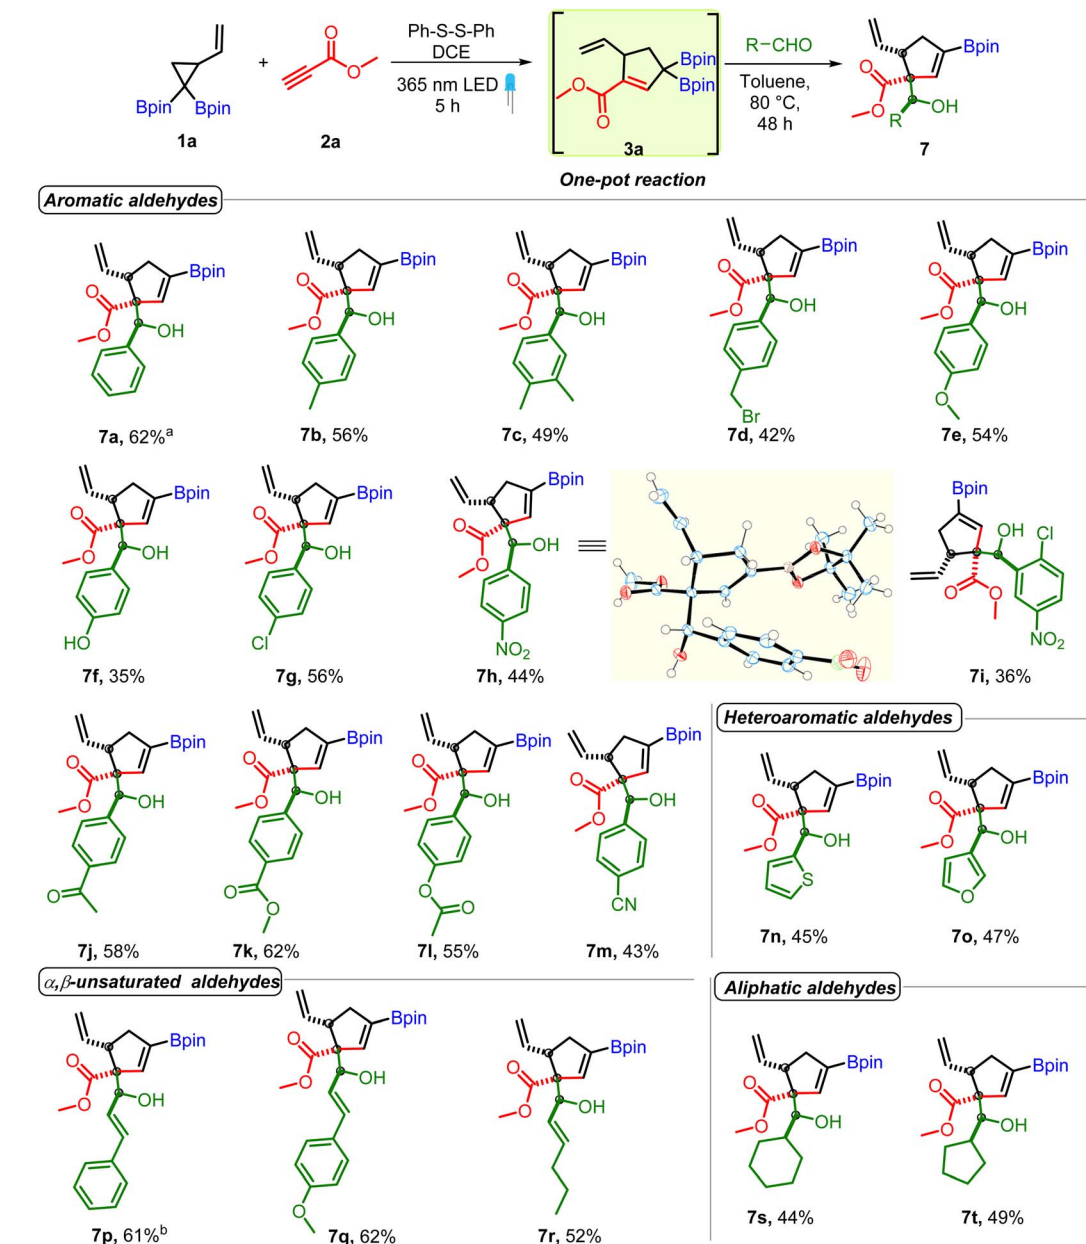 Ph-S-S-Ph
DCE
365 nm LED
5 h
Bpin Bpin
1a
+
O
O
2a
Bpin
Bpin
O
O
3a
R-CHO
Toluene,
80 °C,
48 h
Bpin
O
O
OH
R
7
One-pot reaction
Aromatic aldehydes
Bpin
O
O
OH
7a, 62%a
Bpin
O
O
OH
7b, 56%
Bpin
O
O
OH
7c, 49%
Bpin
O
O
OH
Br
7d, 42%
Bpin
O
O
OH
O
7e, 54%
Bpin
O
O
OH
HO
7f, 35%
Bpin
O
O
OH
Cl
7g, 56%
Bpin
O
O
OH
NO2
7h, 44%
Bpin
OH
Cl
O
O
NO2
7i, 36%
Bpin
O
O
OH
O
7j, 58%
Bpin
O
O
OH
O
O
7k, 62%
Bpin
O
O
OH
O
O
7l, 55%
Bpin
O
O
OH
CN
7m, 43%
Heteroaromatic aldehydes
Bpin
O
O
OH
S
7n, 45%
Bpin
O
O
OH
O
7o, 47%
α,β-unsaturated aldehydes
Bpin
O
O
OH
7p, 61%b
Bpin
O
O
OH
O
7q, 62%
Bpin
O
O
OH
7r, 52%
Aliphatic aldehydes
Bpin
O
O
OH
7s, 44%
Bpin
O
O
OH
7t, 49%